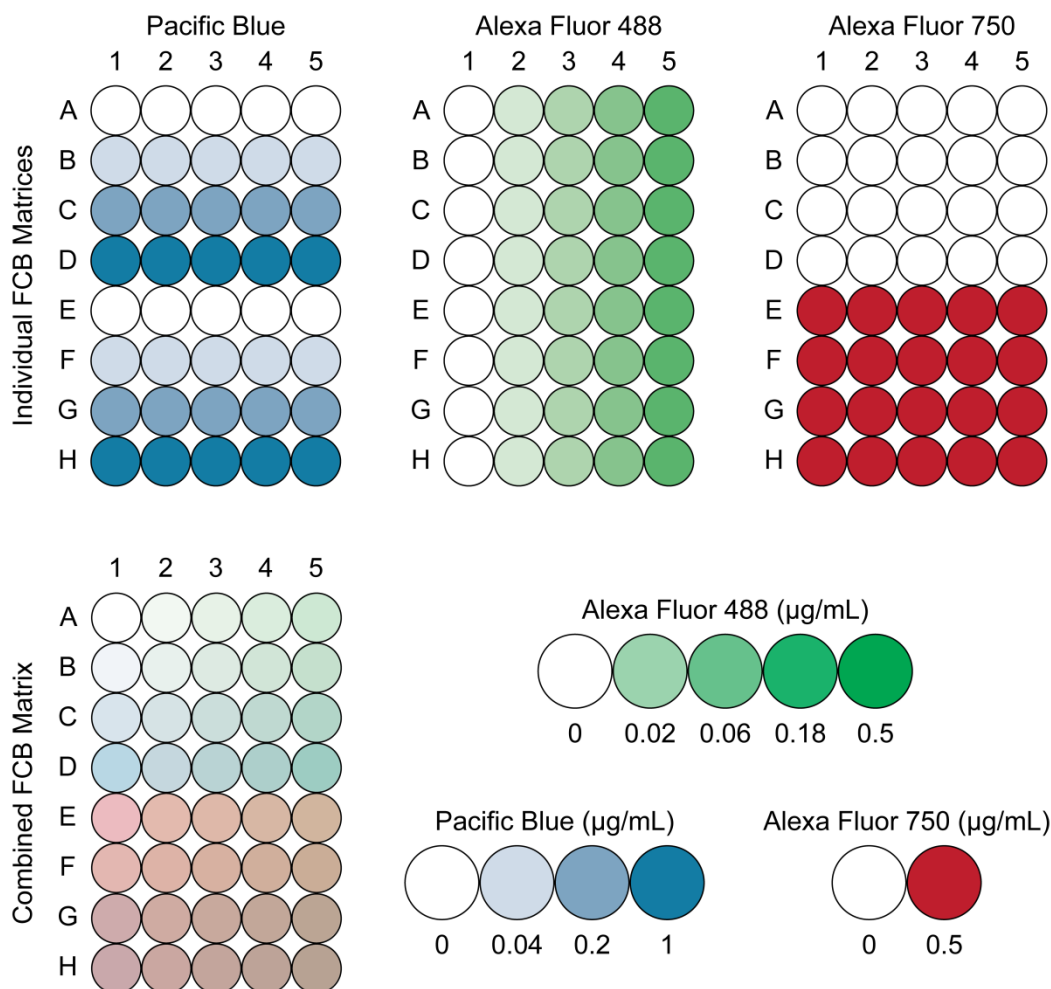 Pacific Blue
1 2 3 4 5
Alexa Fluor 488
1 2 3 4 5
Alexa Fluor 750
1 2 3 4 5
Individual FCB Matrices
A
B
C
D
E
F
G
H
A
B
C
D
E
F
G
H
A
B
C
D
E
F
G
H
Combined FCB Matrix
1 2 3 4 5
A
B
C
D
E
F
G
H
Alexa Fluor 488 (µg/mL)
0 0.02 0.06 0.18 0.5
Pacific Blue (µg/mL)
0 0.04 0.2 1
Alexa Fluor 750 (µg/mL)
0 0.5